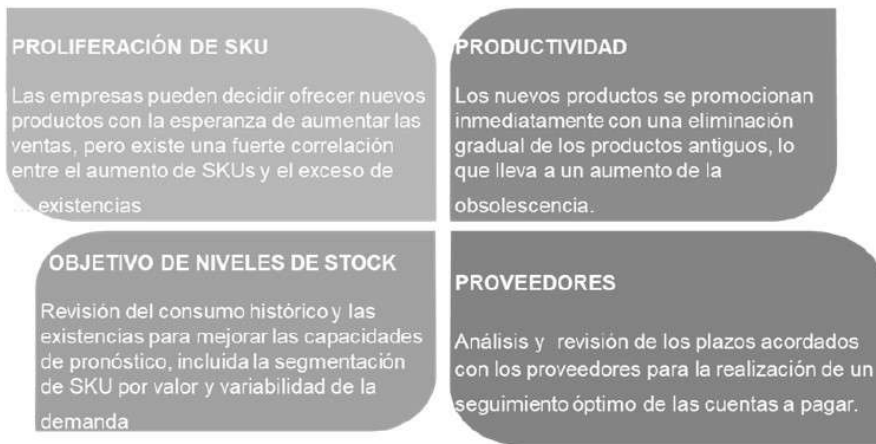 PROLIFERACIÓN DE SKU
Las empresas pueden decidir ofrecer nuevos
productos con la esperanza de aumentar las
ventas, pero existe una fuerte correlación
entre el aumento de SKUs y el exceso de
... existencias
PRODUCTIVIDAD
Los nuevos productos se promocionan
inmediatamente con una eliminación
gradual de los productos antiguos, lo
que lleva a un aumento de la
obsolescencia.
OBJETIVO DE NIVELES DE STOCK
Revisión del consumo histórico y las
existencias para mejorar las capacidades
de pronóstico, incluida la segmentación
de SKU por valor y variabilidad de la
demanda
PROVEEDORES
Análisis y revisión de los plazos acordados
con los proveedores para la realización de un
seguimiento óptimo de las cuentas a pagar.